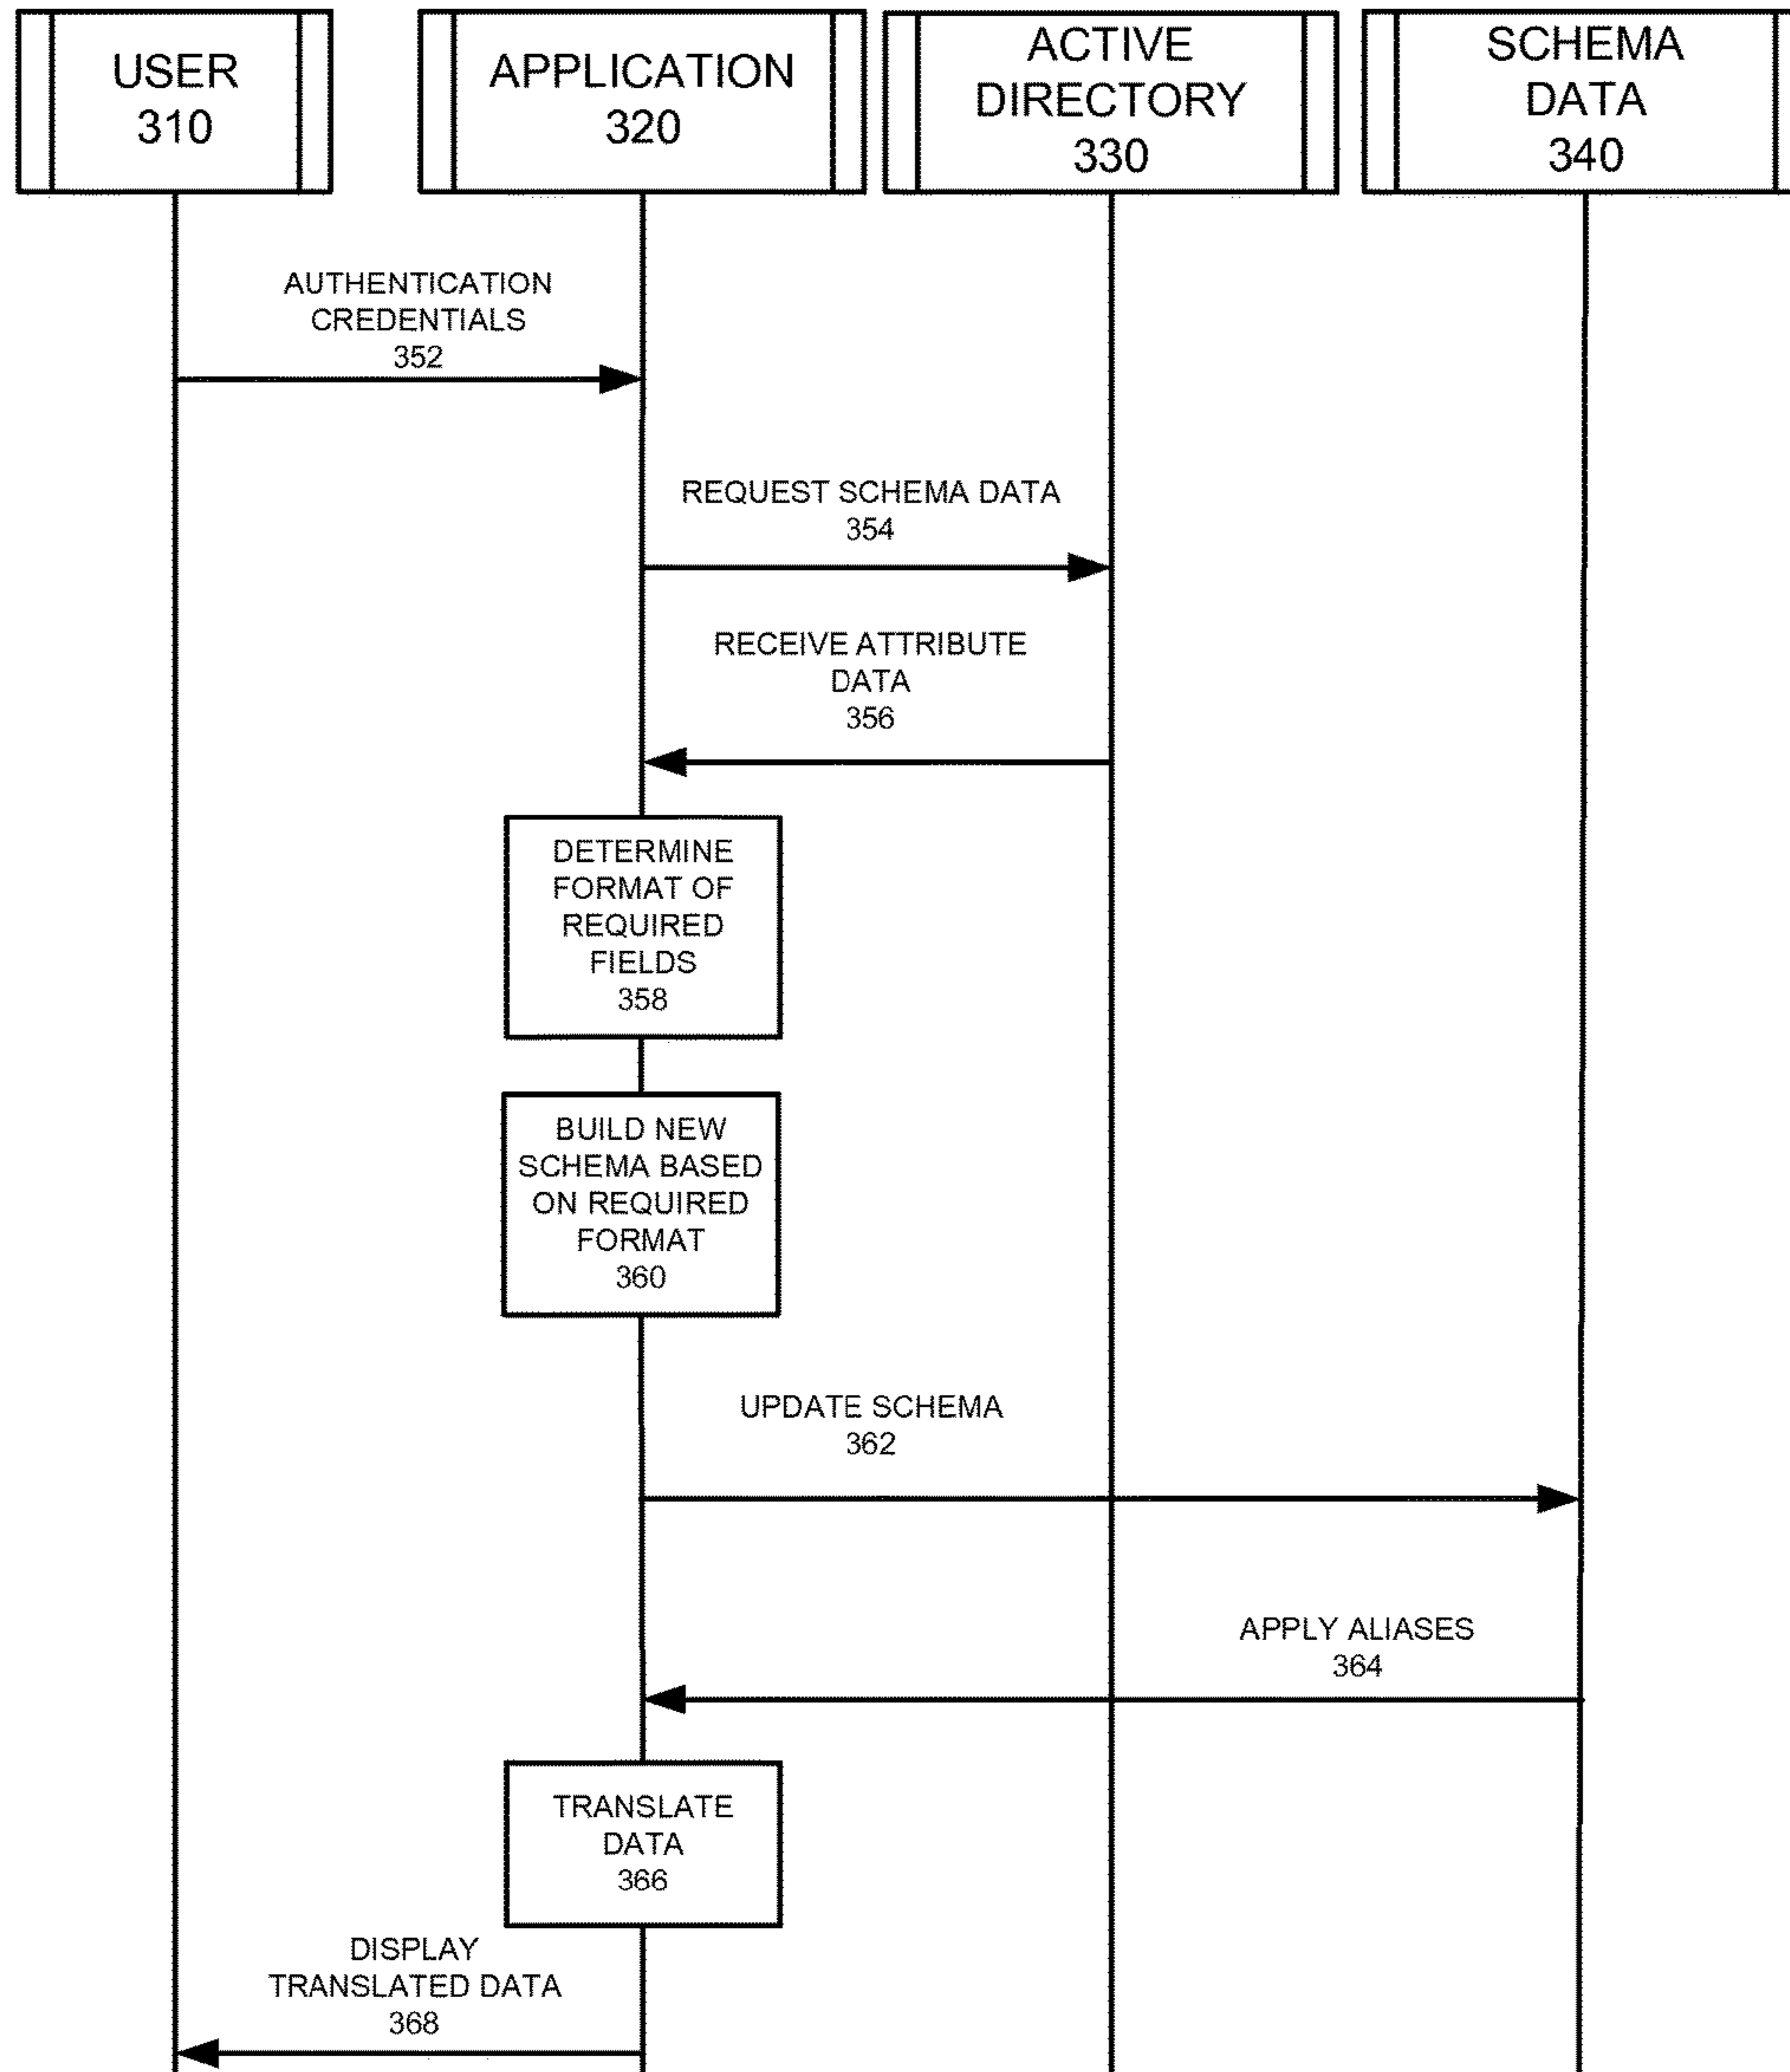 USER
310
APPLICATION
320
ACTIVE
DIRECTORY
330
SCHEMA
DATA
340
AUTHENTICATION
CREDENTIALS
352
REQUEST SCHEMA DATA
354
RECEIVE ATTRIBUTE
DATA
356
DETERMINE
FORMAT OF
REQUIRED
FIELDS
358
BUILD NEW
SCHEMA BASED
ON REQUIRED
FORMAT
360
UPDATE SCHEMA
362
APPLY ALIASES
364
TRANSLATE
DATA
366
DISPLAY
TRANSLATED DATA
368